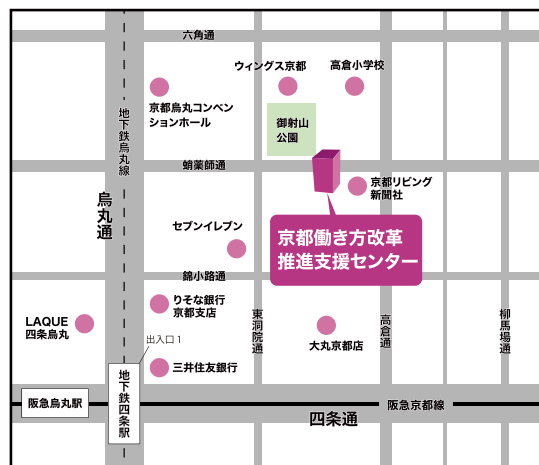 六角通
ウィングス京都
高倉小学校
京都烏丸コンベン
ションホール
地下鉄烏丸線
御射山
公園
蛸薬師通
京都リビング
新聞社
烏丸通
セブンイレブン
京都働き方改革
推進支援センター
錦小路通
りそな銀行
京都支店
LAQUE
四条烏丸
東洞院通
高倉通
柳馬場通
出入口1
大丸京都店
三井住友銀行
地下鉄四条駅
阪急烏丸駅
四条通
阪急京都線